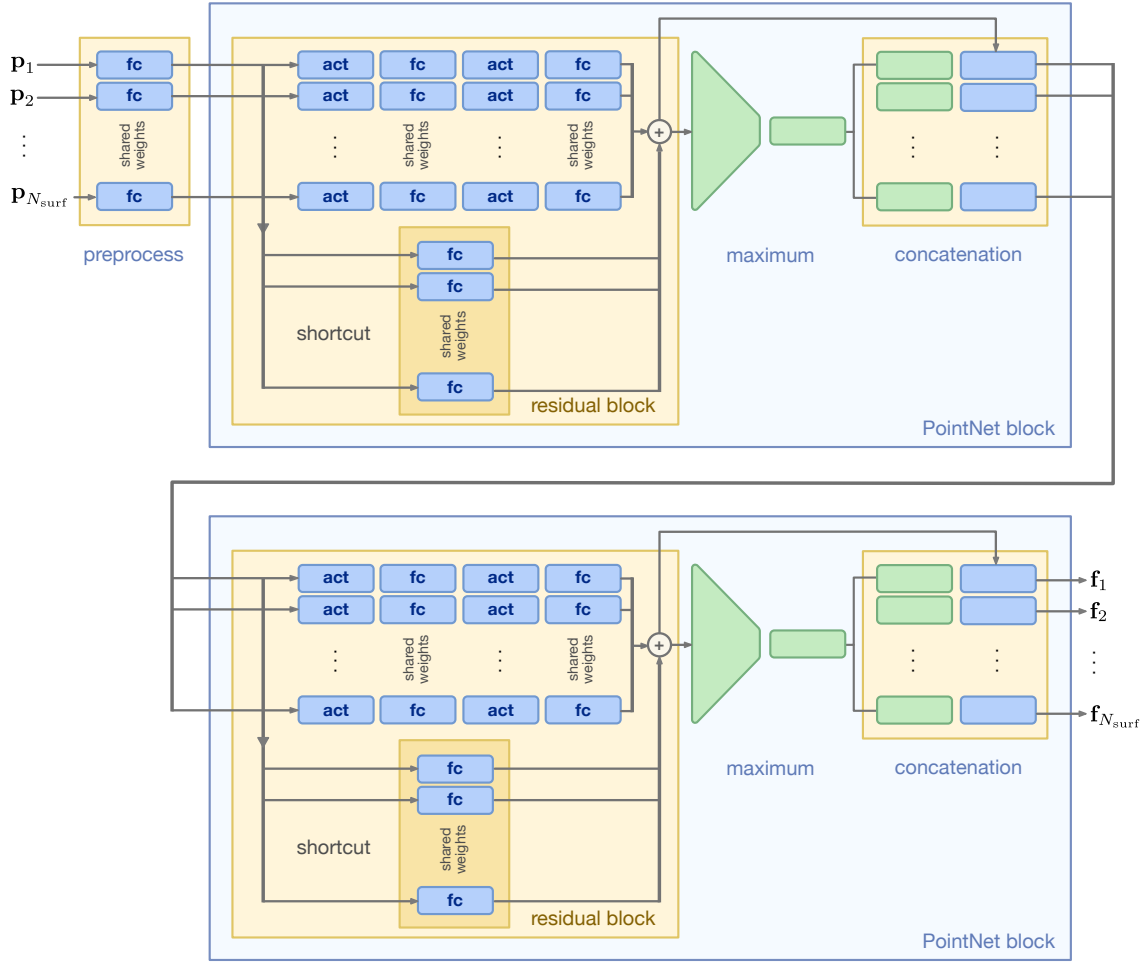 p1 fc act fc act fc
p2 fc act fc act fc
⋮ shared weights ⋮ shared weights ⋮ shared weights + ⋮ ⋮
pNsurf fc act fc act fc
preprocess maximum concatenation
fc
fc
shortcut shared weights
fc
residual block
PointNet block
act fc act fc f1
act fc act fc f2
⋮ shared weights ⋮ shared weights + ⋮ ⋮ ⋮
act fc act fc fNsurf
maximum concatenation
fc
fc
shortcut shared weights
fc
residual block
PointNet block